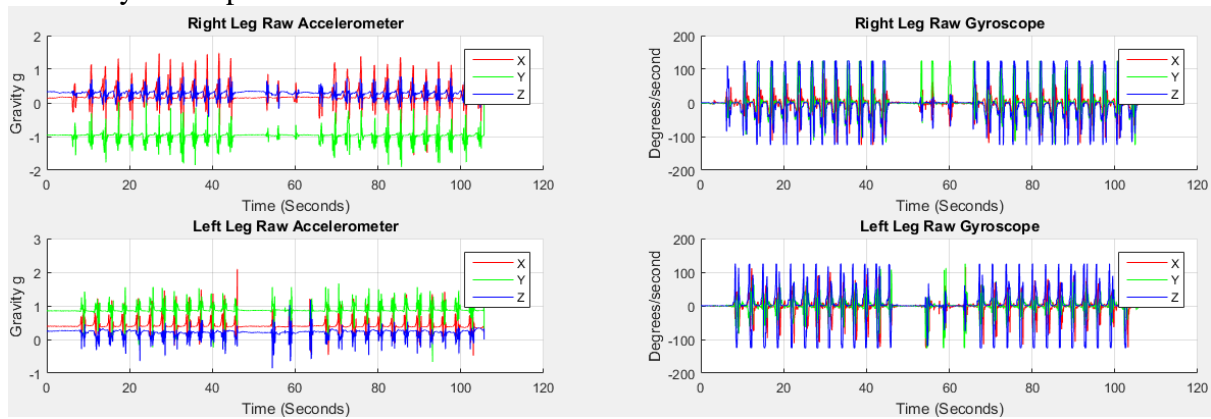 Right Leg Raw Accelerometer
2
1
0
-1
-2
Gravity g
X
Y
Z
0 20 40 60 80 100 120
Time (Seconds)
Right Leg Raw Gyroscope
200
100
0
-100
-200
Degrees/second
X
Y
Z
0 20 40 60 80 100 120
Time (Seconds)
Left Leg Raw Accelerometer
3
2
1
0
-1
Gravity g
X
Y
Z
0 20 40 60 80 100 120
Time (Seconds)
Left Leg Raw Gyroscope
200
100
0
-100
-200
Degrees/second
X
Y
Z
0 20 40 60 80 100 120
Time (Seconds)